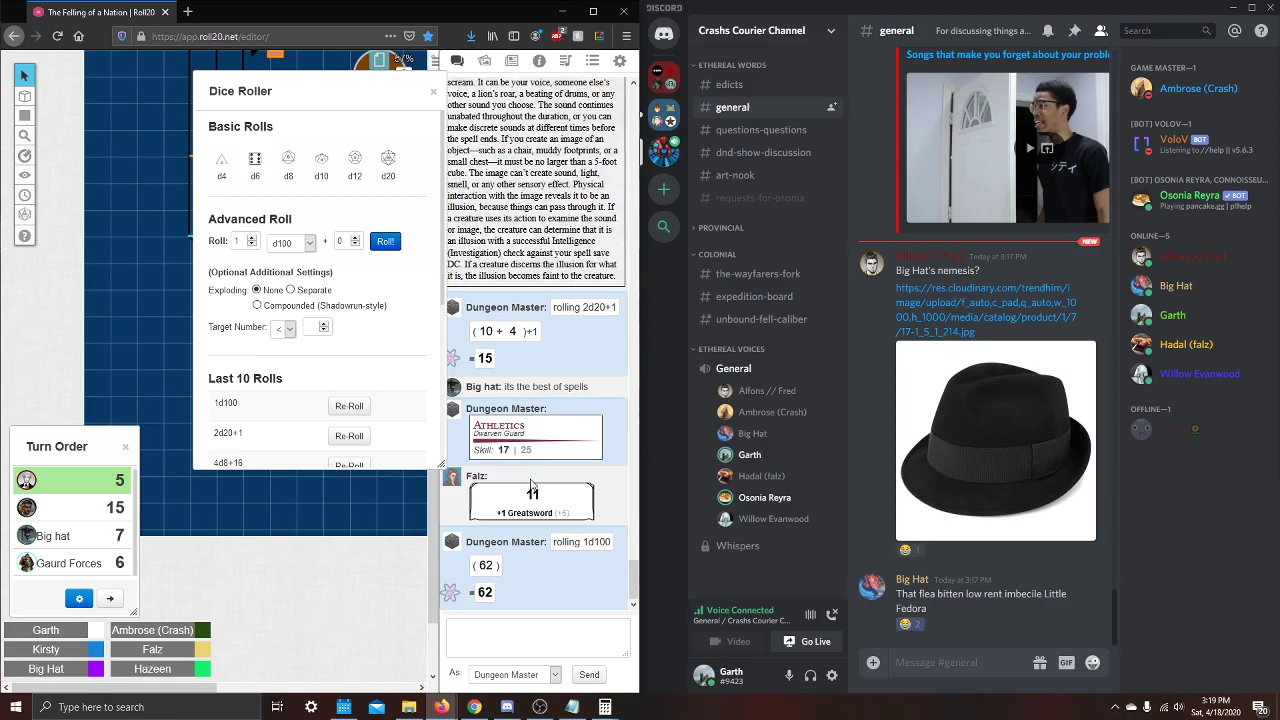 The Felling of a Nation | Roll20
https://app.roll20.net/editor/
2
7%
Dice Roller
Basic Rolls
d4 d6 d8 d10 d12 d20
Advanced Roll
Roll: 1 d100 + 0 Roll!
(Optional Additional Settings)
Exploding: None Separate
Compounded (Shadowrun-style)
Target Number: <
Last 10 Rolls
1d100 Re-Roll
2d20+1 Re-Roll
4d8+16 Re-Roll
Turn Order
5
15
Big hat 7
Gaurd Forces 6
Garth
Ambrose (Crash)
Kirsty
Falz
Big Hat
Hazeen
scream. It can be your voice, someone else's
voice, a lion's roar, a beating of drums, or any
other sound you choose. The sound continues
unabated throughout the duration, or you can
make discrete different times before
the spell ends. If you create an image of an
object—such as a chair, muddy footprints, or a
small chest—it must be no larger than a 5-foot
cube. The image can't create sound, light,
smell, or any other sensory effect. Physical
interaction with the image reveals it to be an
illusion, because things can pass through it. If
a creature uses its action to examine the sound
or image, the creature can determine that it is
an illusion with a successful Intelligence
(Investigation) check against your spell save
DC. If a creature discerns the illusion for what
it is, the illusion becomes faint to the creature.
Dungeon Master: rolling 2d20+1
( 10 + 4 )+1
= 15
Big hat: its the best of spells
Dungeon Master:
Athletics
Dwarven Guard
Skill: 17 | 25
Falz:
11
+1 Greatsword (+6)
Dungeon Master: rolling 1d100
( 62 )
= 62
As: Dungeon Master Send
DISCORD
Crashs Courier Channel
ETHEREAL WORDS
# edicts
# general
# questions-questions
# dnd-show-discussion
# art-nook
# requests-for-osonia
PROVINCIAL
COLONIAL
# the-wayfarers-fork
# expedition-board
# unbound-fell-caliber
ETHEREAL VOICES
General
Alfons // Fred
Ambrose (Crash)
Big Hat
Garth
Hadal (falz)
Osonia Reyra
Willow Evanwood
Whispers
Voice Connected
General / Crashs Courier C...
Video
Go Live
Garth
#9423
# general
For discussing things a...
Search
Songs that make you forget about your proble
シティ
NEW
Alfons // Fred Today at 3:17 PM
Big Hat's nemesis?
https://res.cloudinary.com/trendhim/i
mage/upload/f_auto,c_pad,q_auto,w_10
00,h_1000/media/catalog/product/1/7
/17-1_5_1_214.jpg
1
Big Hat Today at 3:17 PM
That flea bitten low rent imbecile Little
Fedora
2
Message #general
GIF
GAME MASTER—1
Ambrose (Crash)
[BOT] VOLOV—1
VoloV BOT
Listening to //help || v5.6.3
[BOT] OSONIA REYRA, CONNOISSEU...
Osonia Reyra BOT
Playing pancake.gg | p!help
ONLINE—5
Alfons // Fred
Big Hat
Garth
Hadal (falz)
Willow Evanwood
OFFLINE—1
Type here to search
3:19 PM
Sat, 4/18/2020